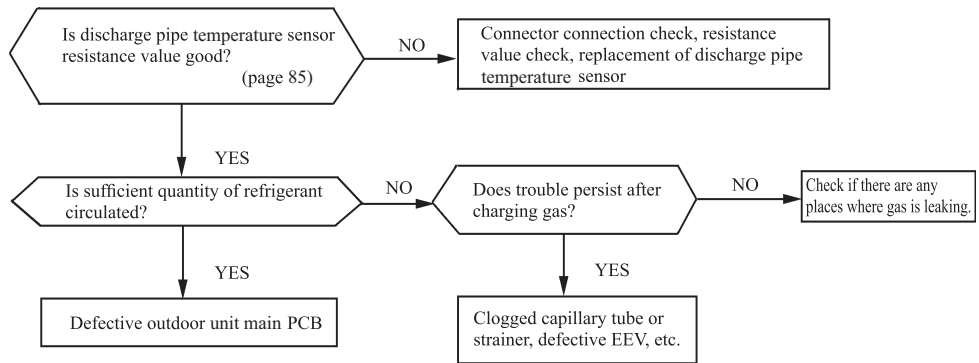 Is discharge pipe temperature sensor
resistance value good?
(page 85)
NO
Connector connection check, resistance
value check, replacement of discharge pipe
temperature sensor
YES
Is sufficient quantity of refrigerant
circulated?
NO
Does trouble persist after
charging gas?
NO
Check if there are any
places where gas is leaking.
YES
YES
Defective outdoor unit main PCB
Clogged capillary tube or
strainer, defective EEV, etc.